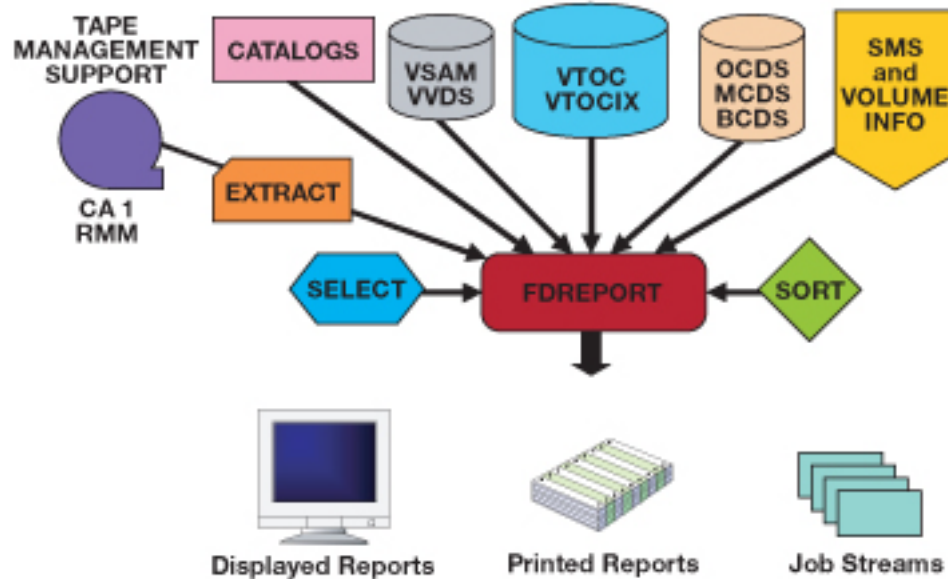 TAPE
MANAGEMENT
SUPPORT
CA 1
RMM
CATALOGS
EXTRACT
VSAM
VVDS
VTOC
VTOCIX
OCDS
MCDS
BCDS
SMS
and
VOLUME
INFO
SELECT
FDREPORT
SORT
Displayed Reports
Printed Reports
Job Streams